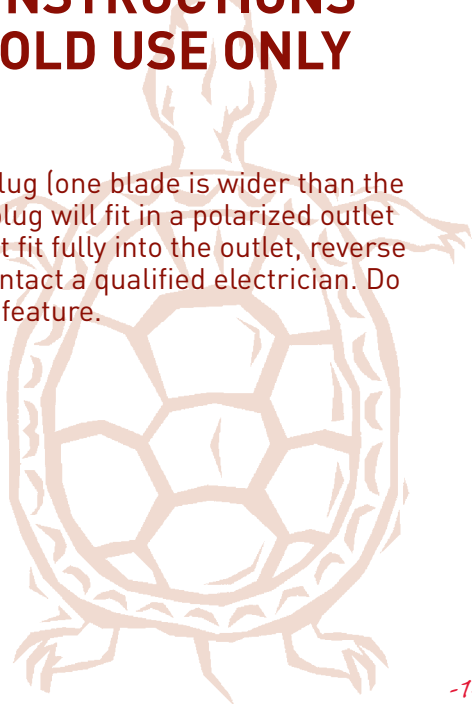 NSTRUCTIONS
OLD USE ONLY
lug (one blade is wider than the
plug will fit in a polarized outlet
t fit fully into the outlet, reverse
ntact a qualified electrician. Do
feature.
-1